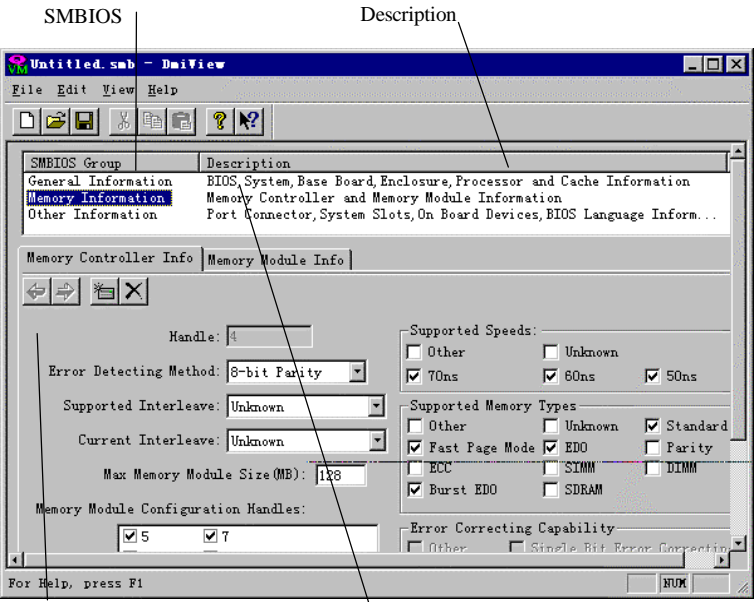 SMBIOS Description
Untitled.smb - DmiView
File Edit View Help
SMBIOS Group Description
General Information BIOS,System,Base Board,Enclosure,Processor and Cache Information
Memory Information Memory Controller and Memory Module Information
Other Information Port Connector,System Slots,On Board Devices,BIOS Language Inform...
Memory Controller Info Memory Module Info
Handle: 4
Error Detecting Method: 8-bit Parity
Supported Interleave: Unknown
Current Interleave: Unknown
Max Memory Module Size(MB): 128
Memory Module Configuration Handles:
5 7
Supported Speeds:
Other Unknown
70ns 60ns 50ns
Supported Memory Types
Other Unknown Standard
Fast Page Mode EDO Parity
ECC SIMM DIMM
Burst EDO SDRAM
Error Correcting Capability
Other Single Bit Error Correctin
For Help, press F1 NUM